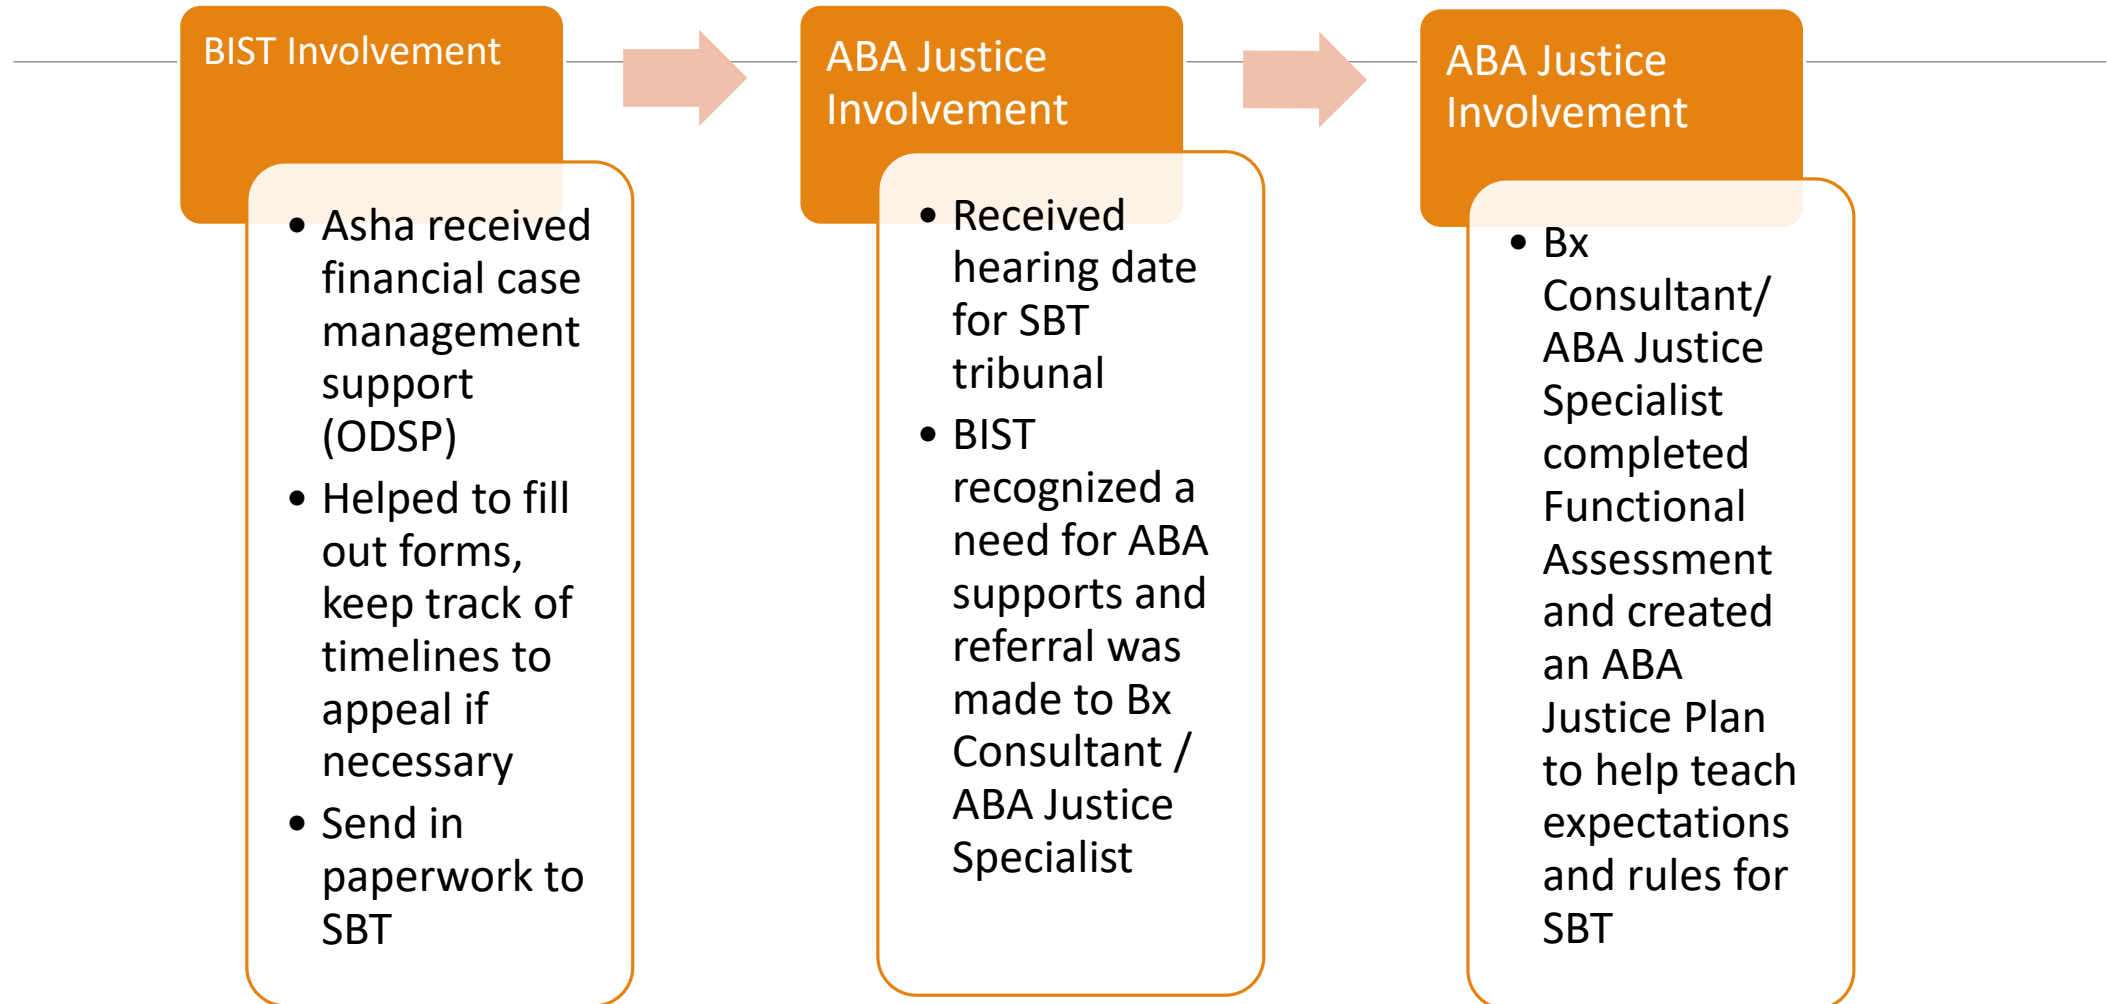 BIST Involvement
• Asha received
financial case
management
support
(ODSP)
• Helped to fill
out forms,
keep track of
timelines to
appeal if
necessary
• Send in
paperwork to
SBT
ABA Justice
Involvement
• Received
hearing date
for SBT
tribunal
• BIST
recognized a
need for ABA
supports and
referral was
made to Bx
Consultant /
ABA Justice
Specialist
ABA Justice
Involvement
• Bx
Consultant/
ABA Justice
Specialist
completed
Functional
Assessment
and created
an ABA
Justice Plan
to help teach
expectations
and rules for
SBT